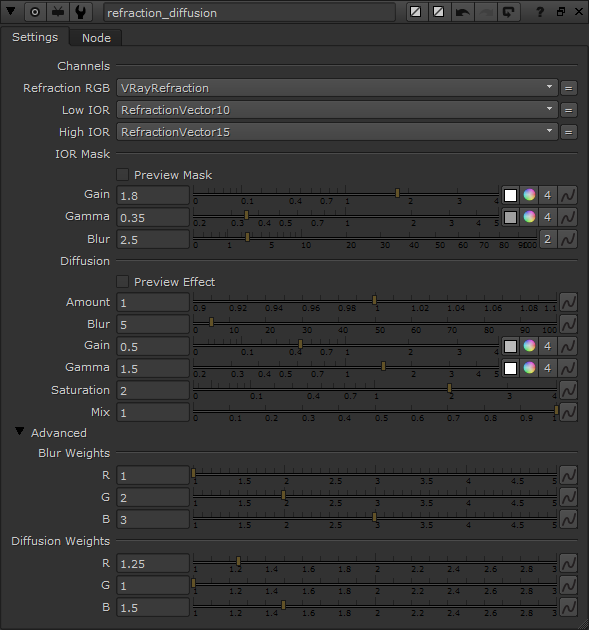 refraction_diffusion ?
Settings Node
Channels
Refraction RGB VRayRefraction =
Low IOR RefractionVector10 =
High IOR RefractionVector15 =
IOR Mask
Preview Mask
Gain 1.8 4
0 0.1 0.4 0.7 1 2 3 4
Gamma 0.35 4
0.2 0.3 0.4 0.5 0.7 1 2 3 4 5
Blur 2.5 2
0 1 5 10 20 30 40 50 60 70 80 90 100
Diffusion
Preview Effect
Amount 1
0.9 0.92 0.94 0.96 0.98 1 1.02 1.04 1.06 1.08 1.1
Blur 5
0 10 20 30 40 50 60 70 80 90 100
Gain 0.5 4
0 0.1 0.4 0.7 1 2 3 4
Gamma 1.5 4
0.2 0.3 0.4 0.5 0.7 1 2 3 4 5
Saturation 2
0 0.1 0.4 0.7 1 2 3 4
Mix 1
0 0.1 0.2 0.3 0.4 0.5 0.6 0.7 0.8 0.9 1
Advanced
Blur Weights
R 1
1 1.5 2 2.5 3 3.5 4 4.5 5
G 2
1 1.5 2 2.5 3 3.5 4 4.5 5
B 3
1 1.5 2 2.5 3 3.5 4 4.5 5
Diffusion Weights
R 1.25
1 1.2 1.4 1.6 1.8 2 2.2 2.4 2.6 2.8 3
G 1
1 1.2 1.4 1.6 1.8 2 2.2 2.4 2.6 2.8 3
B 1.5
1 1.2 1.4 1.6 1.8 2 2.2 2.4 2.6 2.8 3